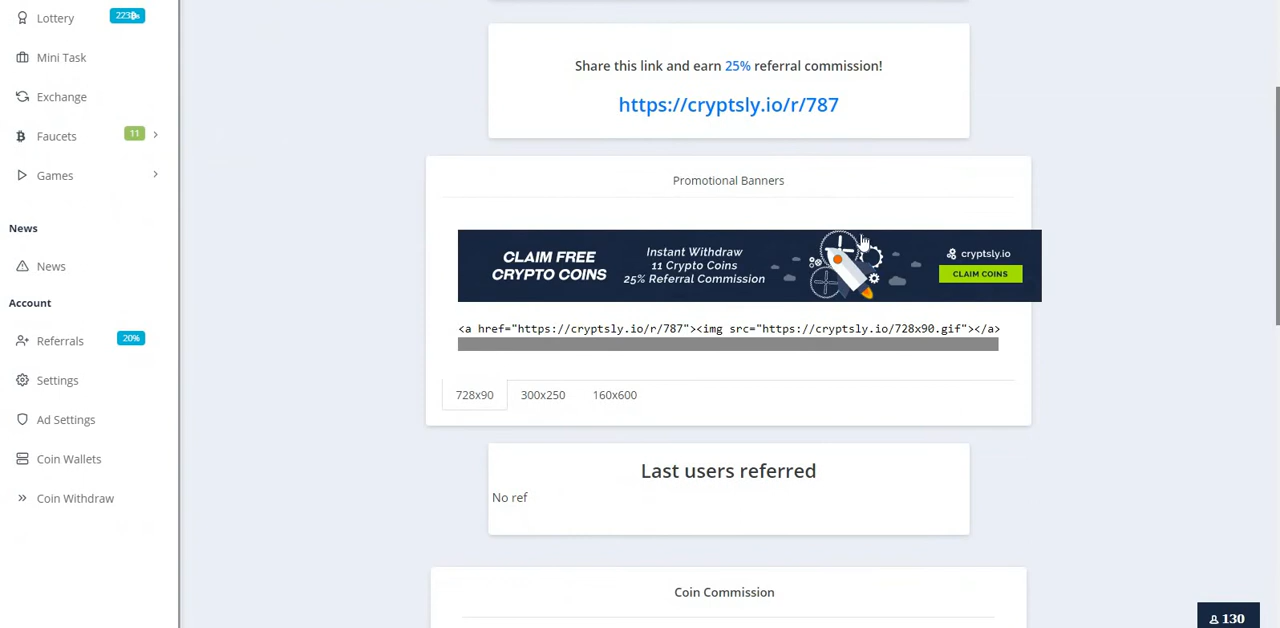 Lottery
Mini Task
Exchange
Faucets 11
Games
News
News
Account
Referrals 20%
Settings
Ad Settings
Coin Wallets
Coin Withdraw
Share this link and earn 25% referral commission!
https://cryptsly.io/r/787
Promotional Banners
CLAIM FREE
CRYPTO COINS
Instant Withdraw
11 Crypto Coins
25% Referral Commission
cryptsly.io
CLAIM COINS
<a href="https://cryptsly.io/r/787"><img src="https://cryptsly.io/728x90.gif"></a>
728x90 300x250 160x600
Last users referred
No ref
Coin Commission
130